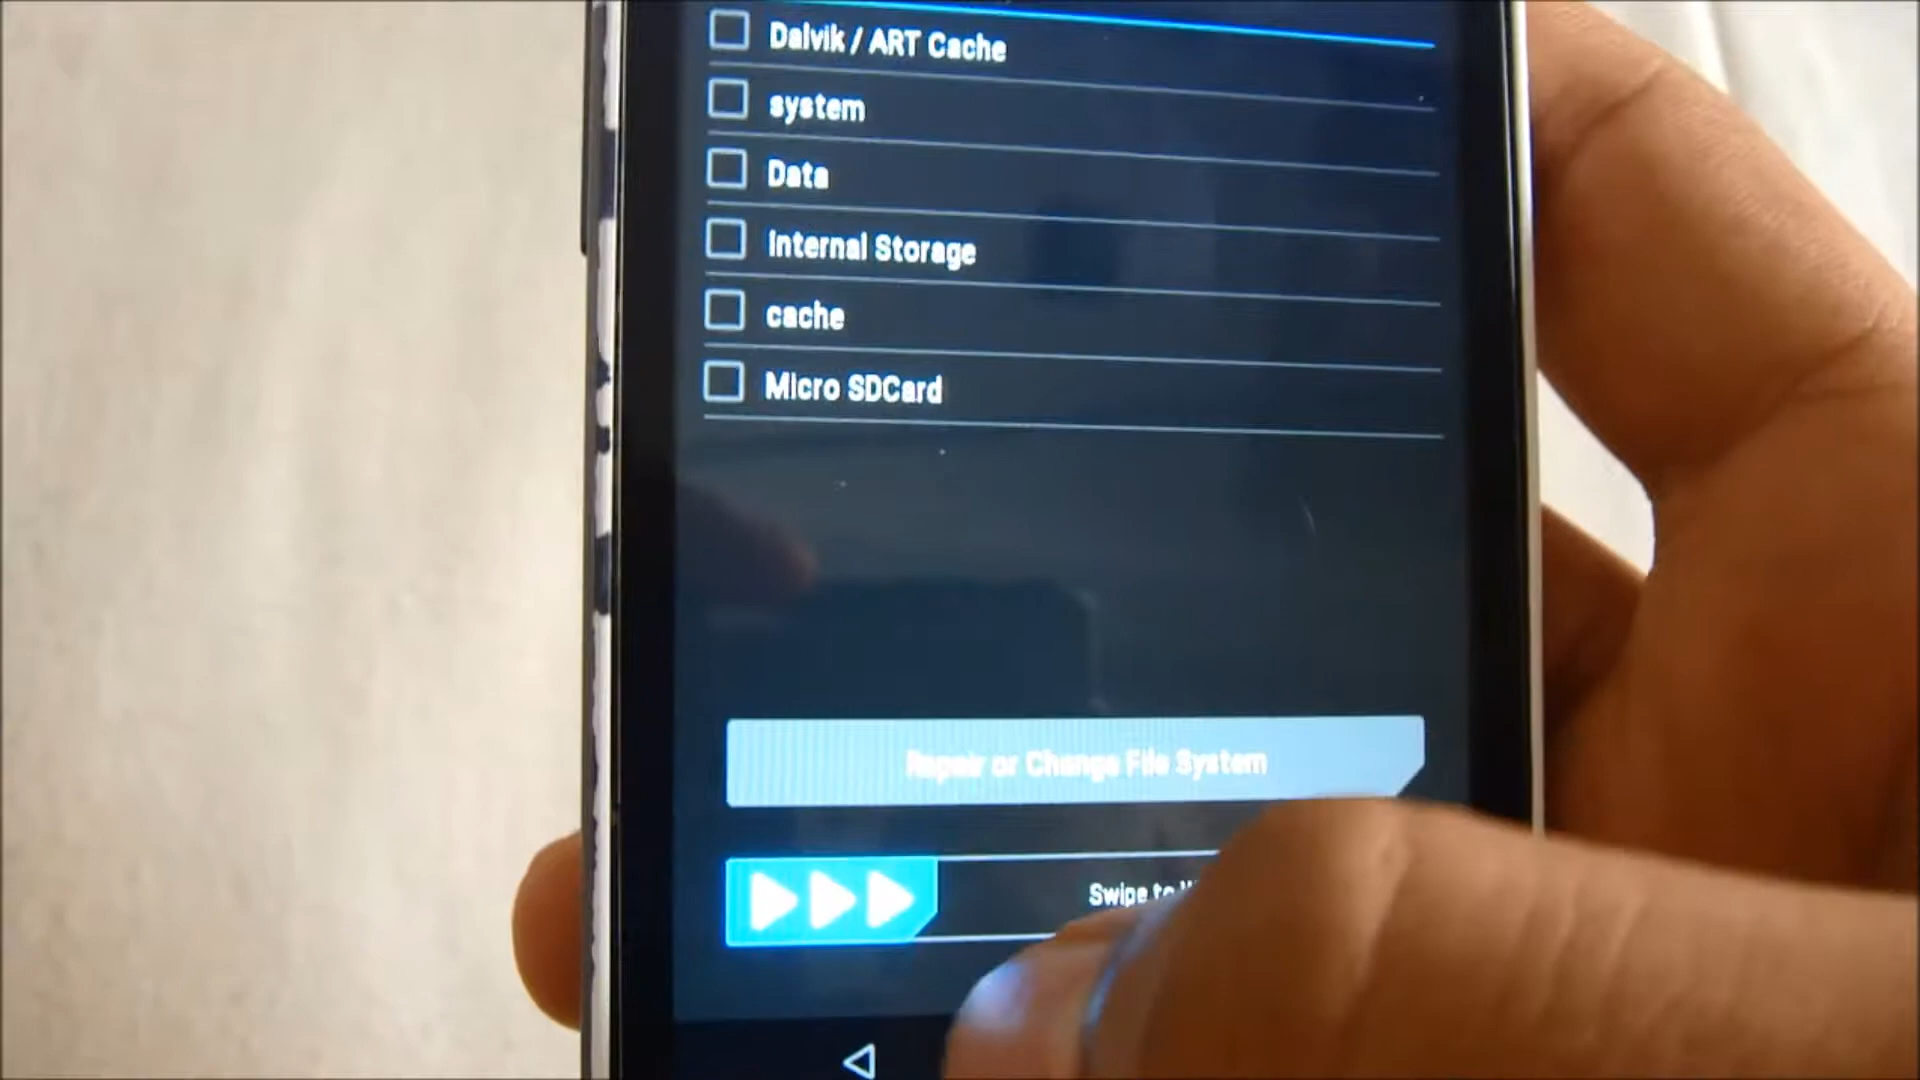 Dalvik / ART Cache
system
Data
Internal Storage
cache
Micro SDCard
Repair or Change File System
Swipe to